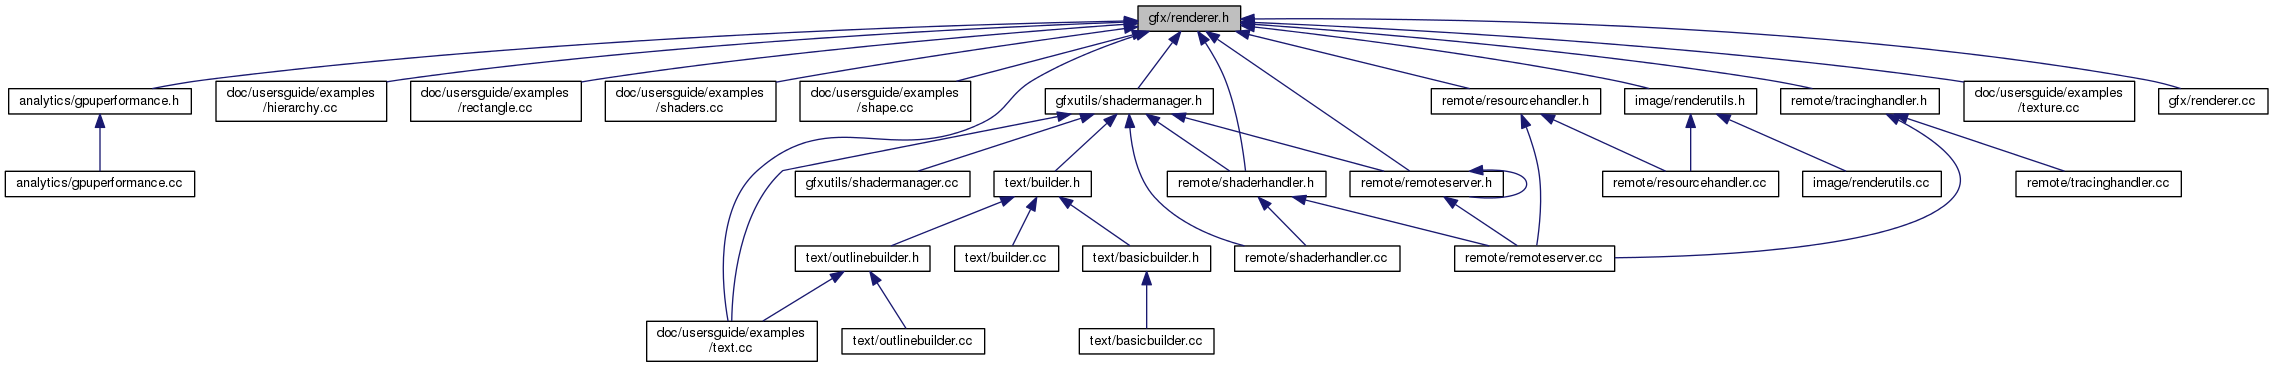 gfx/renderer.h
analytics/gpuperformance.h
doc/usersguide/examples
/hierarchy.cc
doc/usersguide/examples
/rectangle.cc
doc/usersguide/examples
/shaders.cc
doc/usersguide/examples
/shape.cc
gfxutils/shadermanager.h
remote/resourcehandler.h
image/renderutils.h
remote/tracinghandler.h
doc/usersguide/examples
/texture.cc
gfx/renderer.cc
analytics/gpuperformance.cc
gfxutils/shadermanager.cc
text/builder.h
remote/shaderhandler.h
remote/remoteserver.h
remote/resourcehandler.cc
image/renderutils.cc
remote/tracinghandler.cc
text/outlinebuilder.h
text/builder.cc
text/basicbuilder.h
remote/shaderhandler.cc
remote/remoteserver.cc
doc/usersguide/examples
/text.cc
text/outlinebuilder.cc
text/basicbuilder.cc